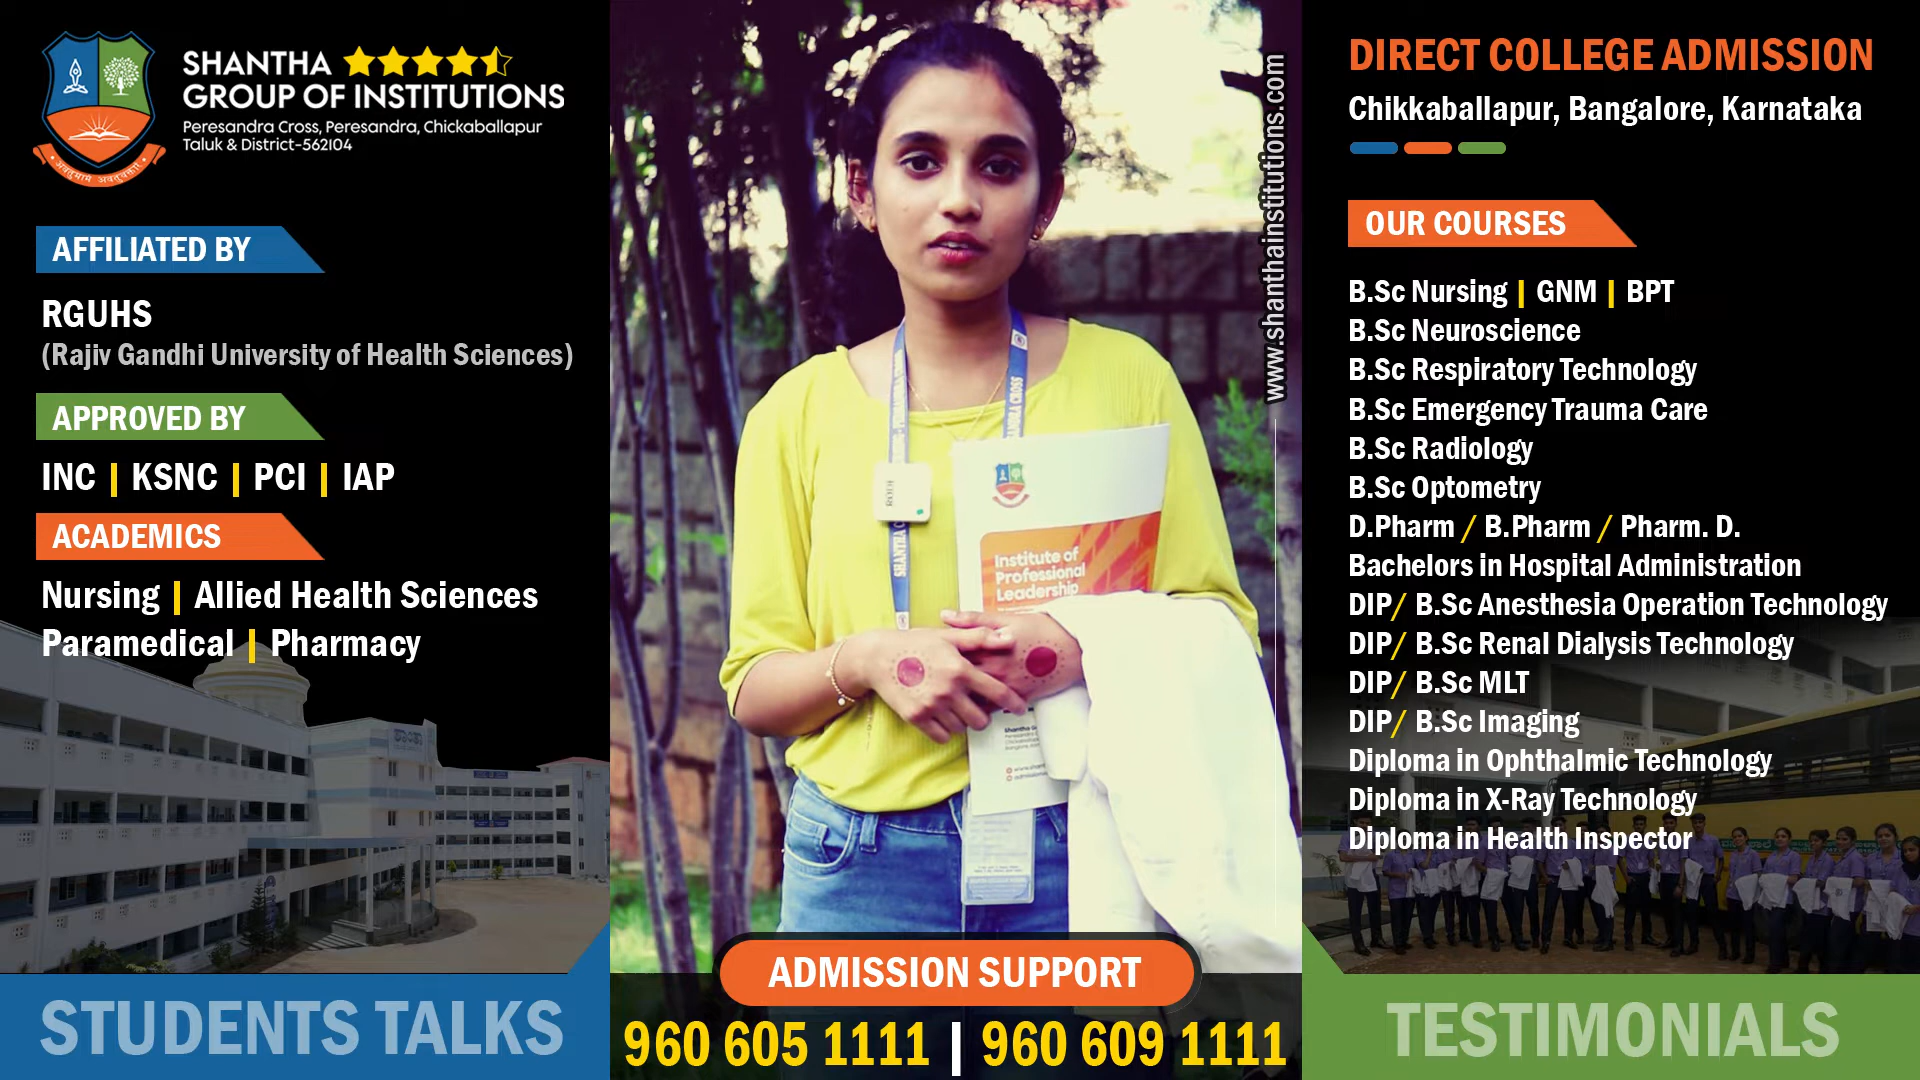 SHANTHA
GROUP OF INSTITUTIONS
Peresandra Cross, Peresandra, Chickaballapur
Taluk & District-562104
AFFILIATED BY
RGUHS
(Rajiv Gandhi University of Health Sciences)
APPROVED BY
INC | KSNC | PCI | IAP
ACADEMICS
Nursing | Allied Health Sciences
Paramedical | Pharmacy
STUDENTS TALKS
www.shanthainstitutions.com
Institute of
Professional
Leadership
ADMISSION SUPPORT
960 605 1111 | 960 609 1111
DIRECT COLLEGE ADMISSION
Chikkaballapur, Bangalore, Karnataka
OUR COURSES
B.Sc Nursing | GNM | BPT
B.Sc Neuroscience
B.Sc Respiratory Technology
B.Sc Emergency Trauma Care
B.Sc Radiology
B.Sc Optometry
D.Pharm / B.Pharm / Pharm. D.
Bachelors in Hospital Administration
DIP/ B.Sc Anesthesia Operation Technology
DIP/ B.Sc Renal Dialysis Technology
DIP/ B.Sc MLT
DIP/ B.Sc Imaging
Diploma in Ophthalmic Technology
Diploma in X-Ray Technology
Diploma in Health Inspector
TESTIMONIALS